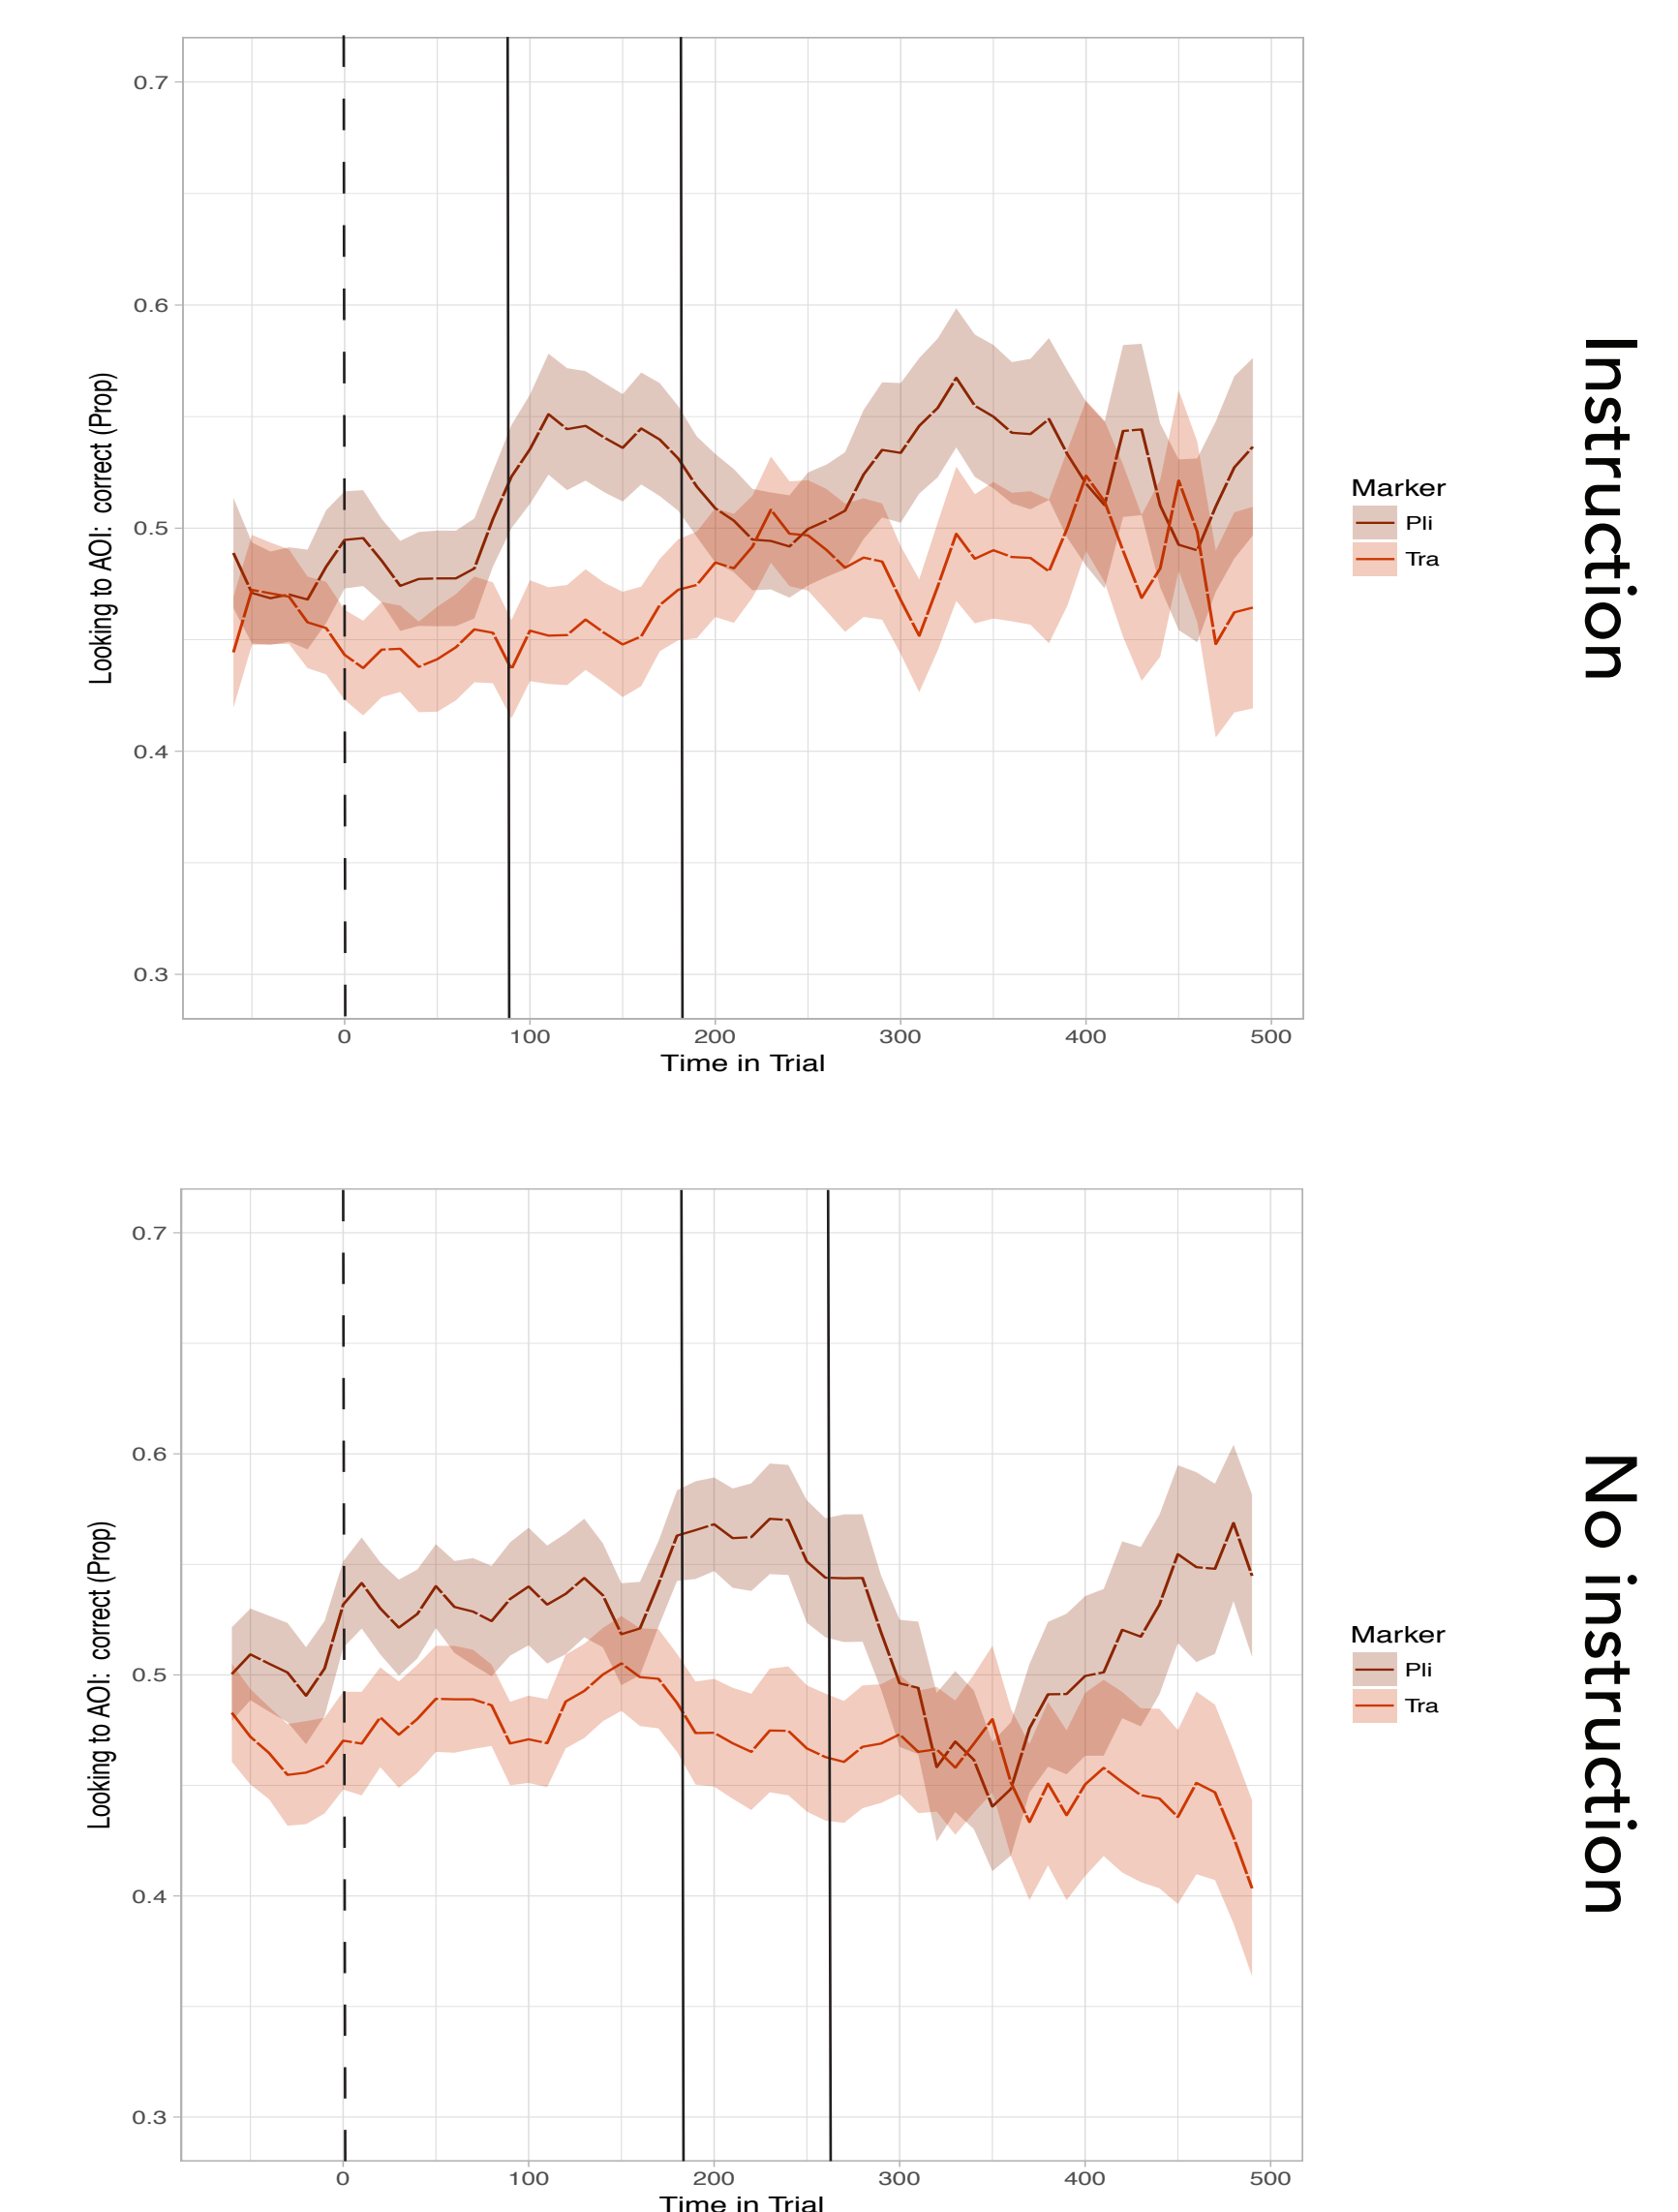 0.7
0.6
0.5
0.4
0.3
Looking to AOI: correct (Prop)
0 100 200 300 400 500
Time in Trial
Marker
Pli
Tra
Instruction
0.7
0.6
0.5
0.4
0.3
Looking to AOI: correct (Prop)
0 100 200 300 400 500
Time in Trial
Marker
Pli
Tra
No instruction